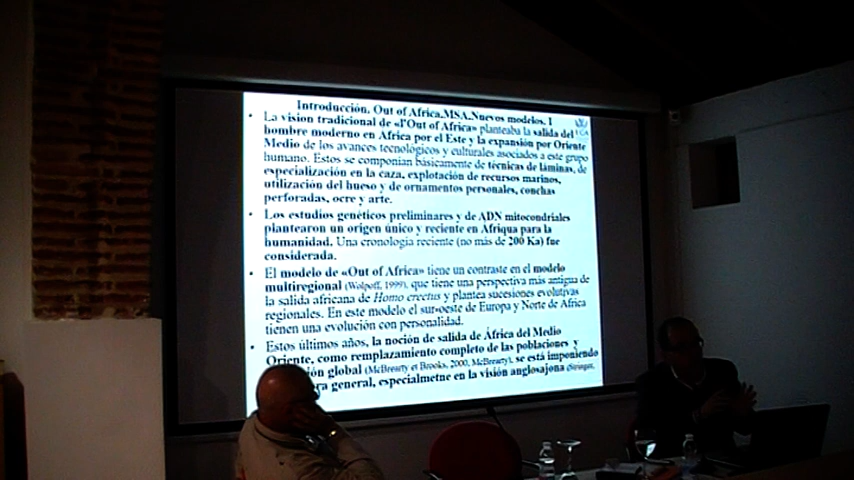 Introducción. Out of Africa.MSA.Nuevos modelos. I
• La vision tradicional de «l'Out of Africa» planteaba la salida del
hombre moderno en Africa por el Este y la expansión por Oriente
Medio de los avances tecnológicos y culturales asociados a este grupo
humano. Estos se componían básicamente de técnicas de láminas, de
especialización en la caza, explotación de recursos marinos,
utilización del hueso y de ornamentos personales, conchas
perforadas, ocre y arte.
• Los estudios genéticos preliminares y de ADN mitocondriales
plantearon un origen único y reciente en Afriqua para la
humanidad. Una cronologia reciente (no más de 200 Ka) fue
considerada.
• El modelo de «Out of Africa» tiene un contraste en el modelo
multiregional (Wolpoff, 1999), que tiene una perspectiva más antigua de
la salida africana de Homo erectus y plantea sucesiones evolutivas
regionales. En este modelo el sur-oeste de Europa y Norte de Africa
tienen una evolución con personalidad.
• Estos últimos años, la noción de salida de África del Medio
Oriente, como remplazamiento completo de las poblaciones y
global (McBrearty et Brooks, 2000, McBrearty), se está imponiendo
general, especialmetne en la visión anglosajona (Stringer,
UCA